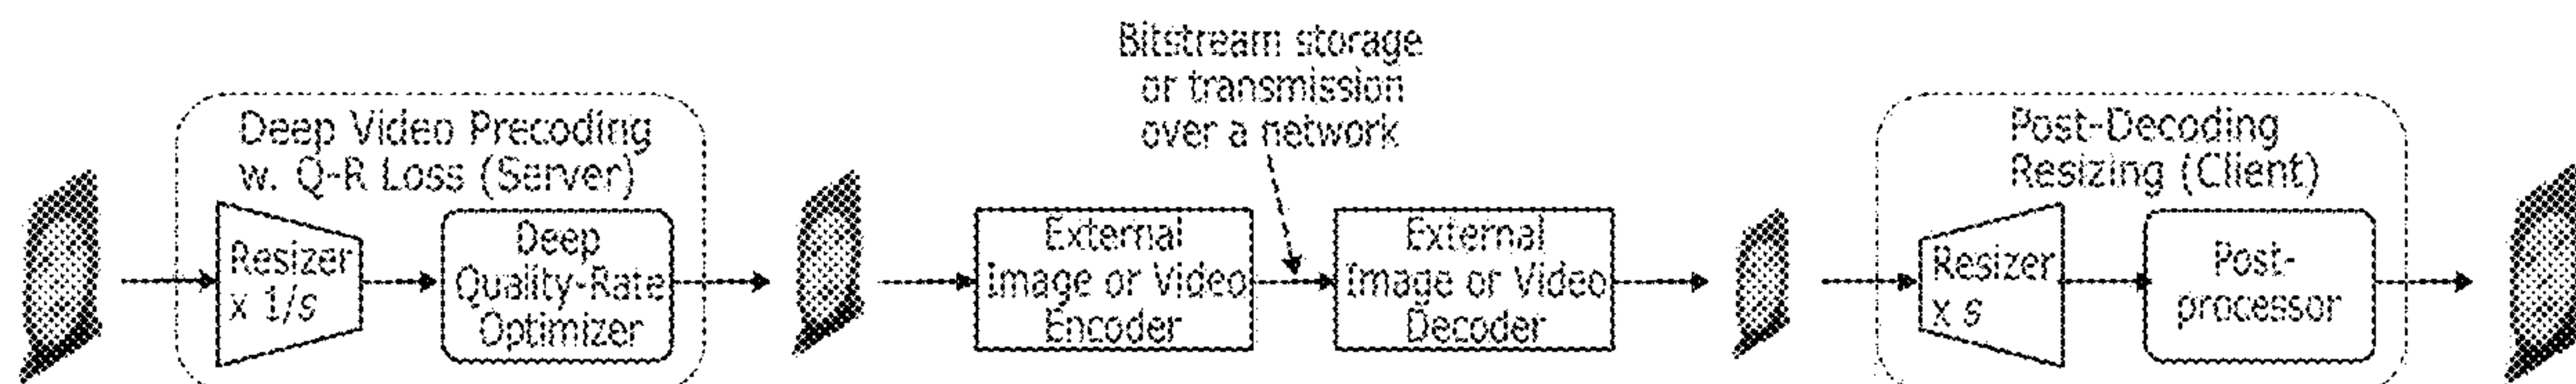 Bitstream storage
or transmission
over a network
Deep Video Precoding
w. Q-R Loss (Server)
Resizer
x 1/s
Deep
Quality-Rate
Optimizer
External
Image or Video
Encoder
External
Image or Video
Decoder
Post-Decoding
Resizing (Client)
Resizer
x s
Post-
processor